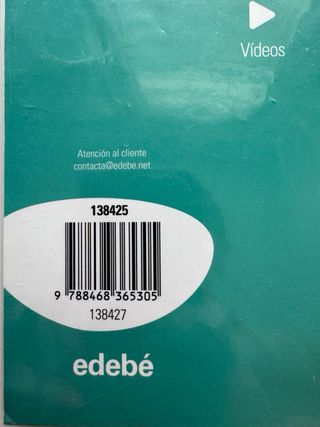 Vídeos
Atención al cliente
contacta@edebe.net
138425
9 788468 365305
138427
edebé